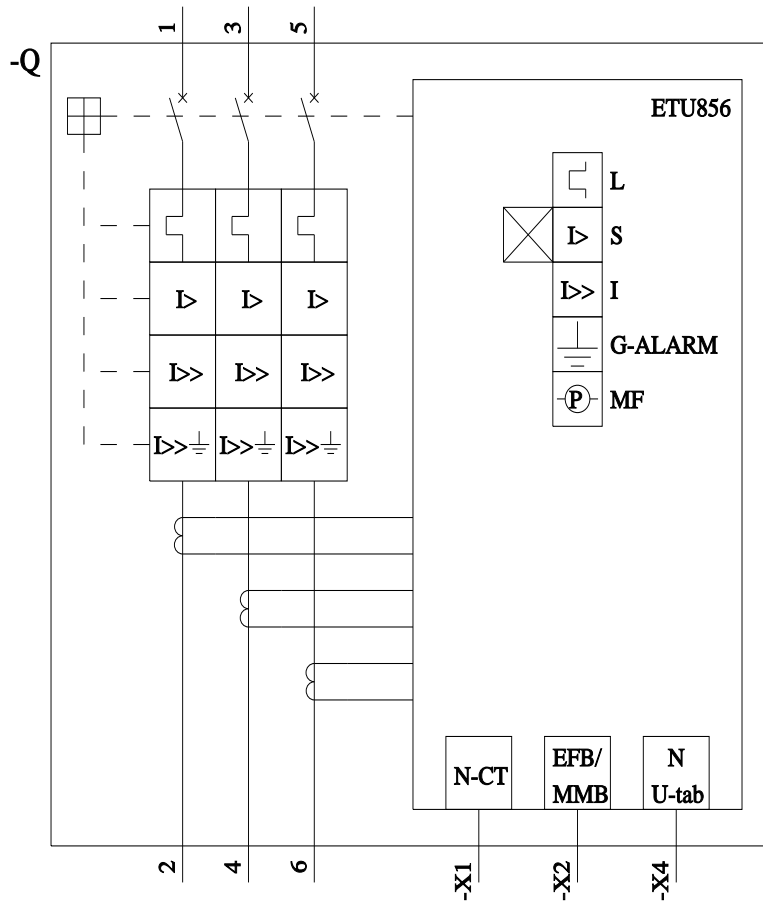 1 3 5
-Q
ETU856
L
I> S
I> I> I> I>> I
G-ALARM
I>> I>> I>> P MF
I>> I>> I>>
N-CT EFB/ N
MMB U-tab
2 4 6 -X1 -X2 -X4